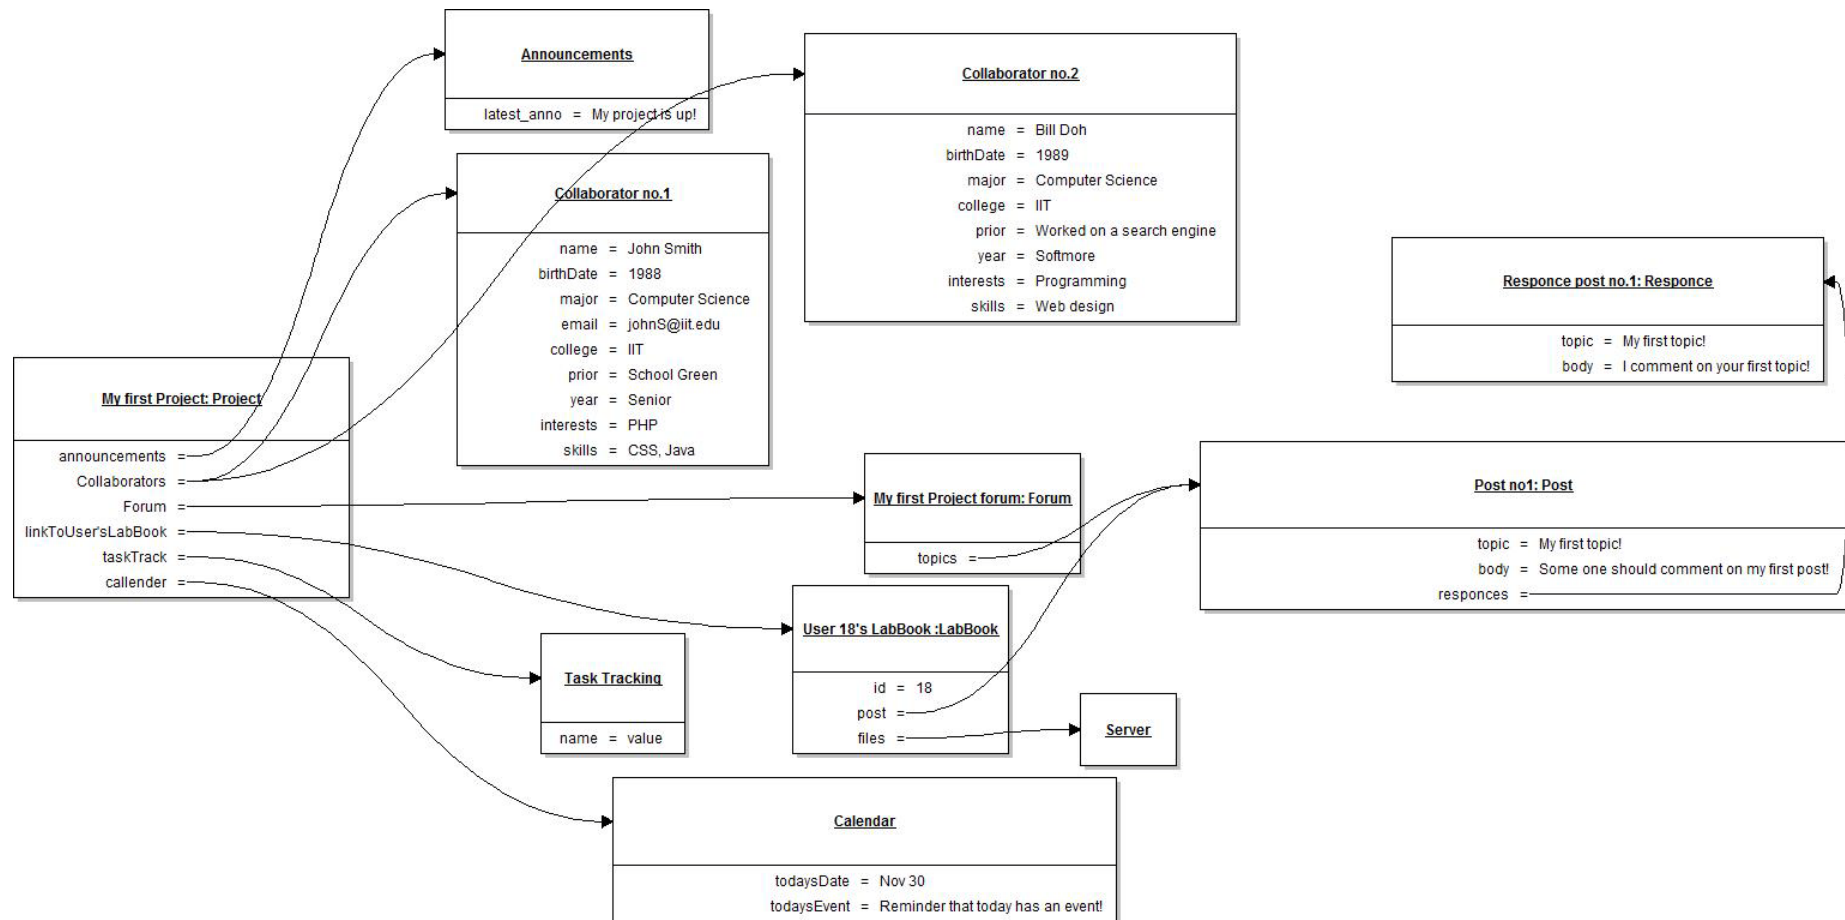 Announcements
latest_anno = My project is up!
Collaborator no.2
name = Bill Doh
birthDate = 1989
major = Computer Science
college = IIT
prior = Worked on a search engine
year = Softmore
interests = Programming
skills = Web design
Collaborator no.1
name = John Smith
birthDate = 1988
major = Computer Science
email = johnS@iit.edu
college = IIT
prior = School Green
year = Senior
interests = PHP
skills = CSS, Java
Responce post no.1: Responce
topic = My first topic!
body = I comment on your first topic!
My first Project: Project
announcements =
Collaborators =
Forum =
linkToUser'sLabBook =
taskTrack =
callender =
My first Project forum: Forum
topics =
Post no1: Post
topic = My first topic!
body = Some one should comment on my first post!
responces =
User 18's LabBook :LabBook
id = 18
post =
files =
Task Tracking
name = value
Server
Calendar
todaysDate = Nov 30
todaysEvent = Reminder that today has an event!